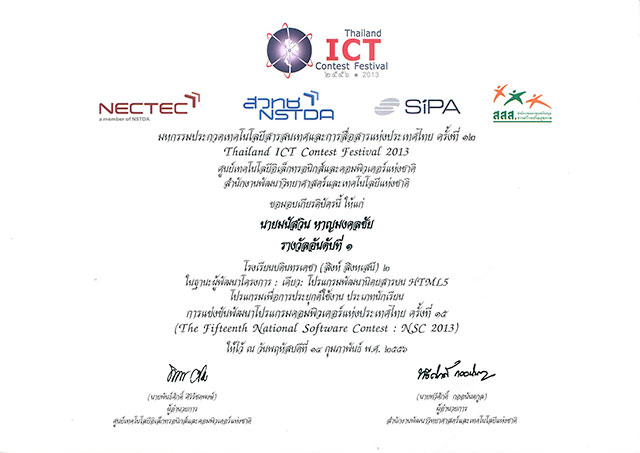 Thailand
ICT
Contest Festival
๒๕๕๖ • 2013
NECTEC
a member of NSTDA
สวทช
NSTDA
SiPA
สสส.
มหกรรมประกวดเทคโนโลยีสารสนเทศและการสื่อสารแห่งประเทศไทย ครั้งที่ ๑๒
Thailand ICT Contest Festival 2013
ศูนย์เทคโนโลยีอิเล็กทรอนิกส์และคอมพิวเตอร์แห่งชาติ
สำนักงานพัฒนาวิทยาศาสตร์และเทคโนโลยีแห่งชาติ
ขอมอบเกียรติบัตรนี้ ให้แก่
นายมนัสวิน หาญมงคลชัย
รางวัลอันดับที่ ๑
โรงเรียนบดินทรเดชา (สิงห์ สิงหเสนี) ๒
ในฐานะผู้พัฒนาโครงการ : เดียว: โปรแกรมพัฒนานิตยสารบน HTML5
โปรแกรมเพื่อการประยุกต์ใช้งาน ประเภทนักเรียน
การแข่งขันพัฒนาโปรแกรมคอมพิวเตอร์แห่งประเทศไทย ครั้งที่ ๑๕
(The Fifteenth National Software Contest : NSC 2013)
ให้ไว้ ณ วันพฤหัสบดีที่ ๑๔ กุมภาพันธ์ พ.ศ. ๒๕๕๖
(นายพันธ์ศักดิ์ ศิริรัชตพงษ์)
ผู้อำนวยการ
ศูนย์เทคโนโลยีอิเล็กทรอนิกส์และคอมพิวเตอร์แห่งชาติ
(นายทวีศักดิ์ กออนันตกูล)
ผู้อำนวยการ
สำนักงานพัฒนาวิทยาศาสตร์และเทคโนโลยีแห่งชาติ